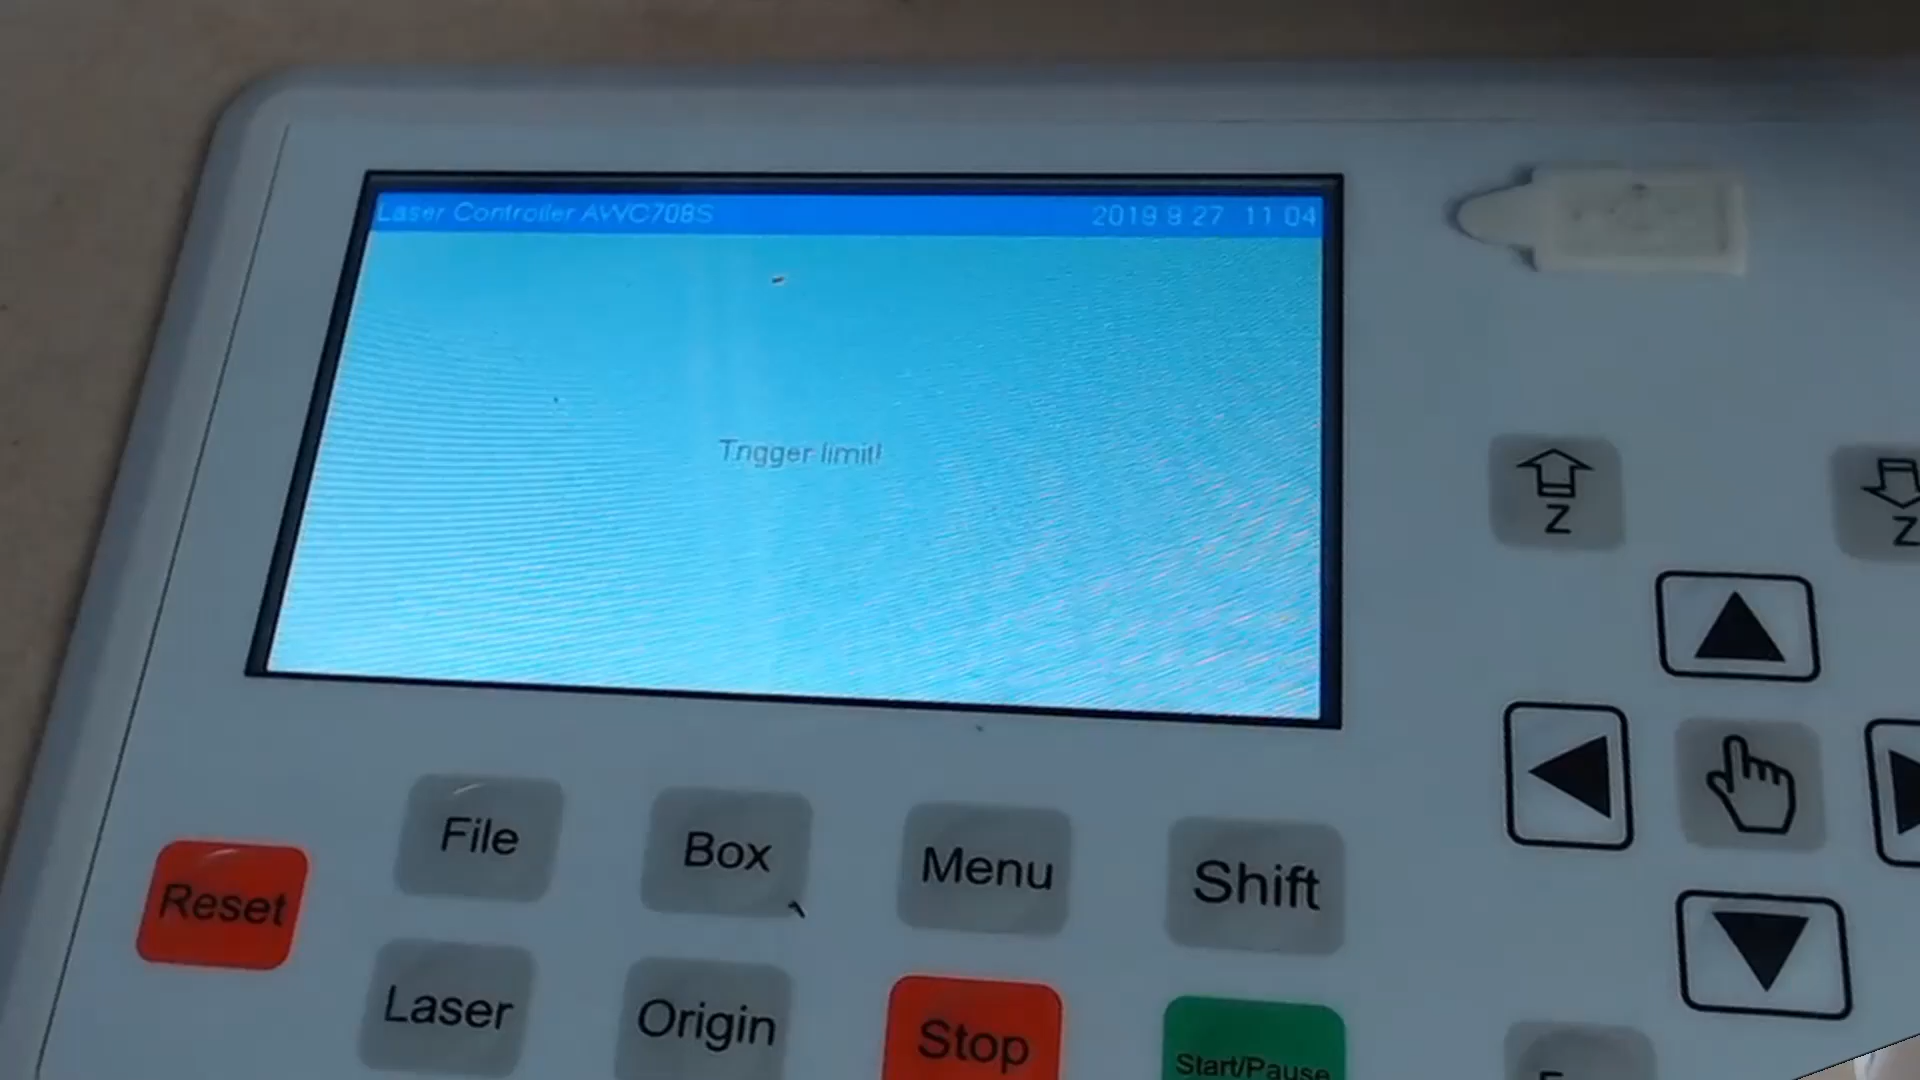 Laser Controller AWC708S 2019 9 27 11 04
Trigger limit!
Z Z
File Box Menu Shift
Reset
Laser Origin Stop Start/Pause